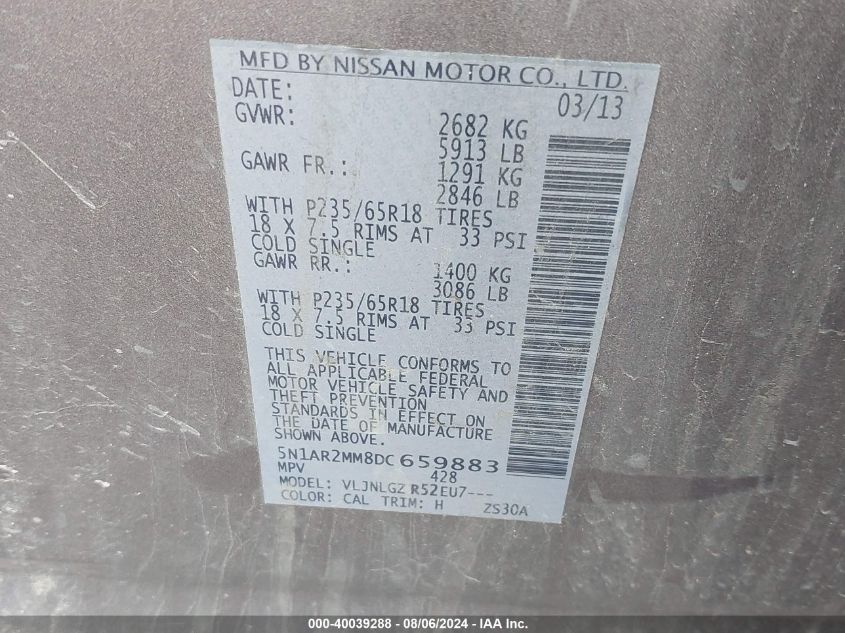 MFD BY NISSAN MOTOR CO., LTD.
DATE: 03/13
GVWR: 2682 KG
5913 LB
GAWR FR.: 1291 KG
2846 LB
WITH P235/65R18 TIRES
18 X 7.5 RIMS AT 33 PSI
COLD SINGLE
GAWR RR.: 1400 KG
3086 LB
WITH P235/65R18 TIRES
18 X 7.5 RIMS AT 33 PSI
COLD SINGLE
THIS VEHICLE CONFORMS TO
ALL APPLICABLE FEDERAL
MOTOR VEHICLE SAFETY AND
THEFT PREVENTION
STANDARDS IN EFFECT ON
THE DATE OF MANUFACTURE
SHOWN ABOVE.
5N1AR2MM8DC659883
MPV 428
MODEL: VLJNLGZ R52EU7---
COLOR: CAL TRIM: H ZS30A
000-40039288 - 08/06/2024 - IAA Inc.